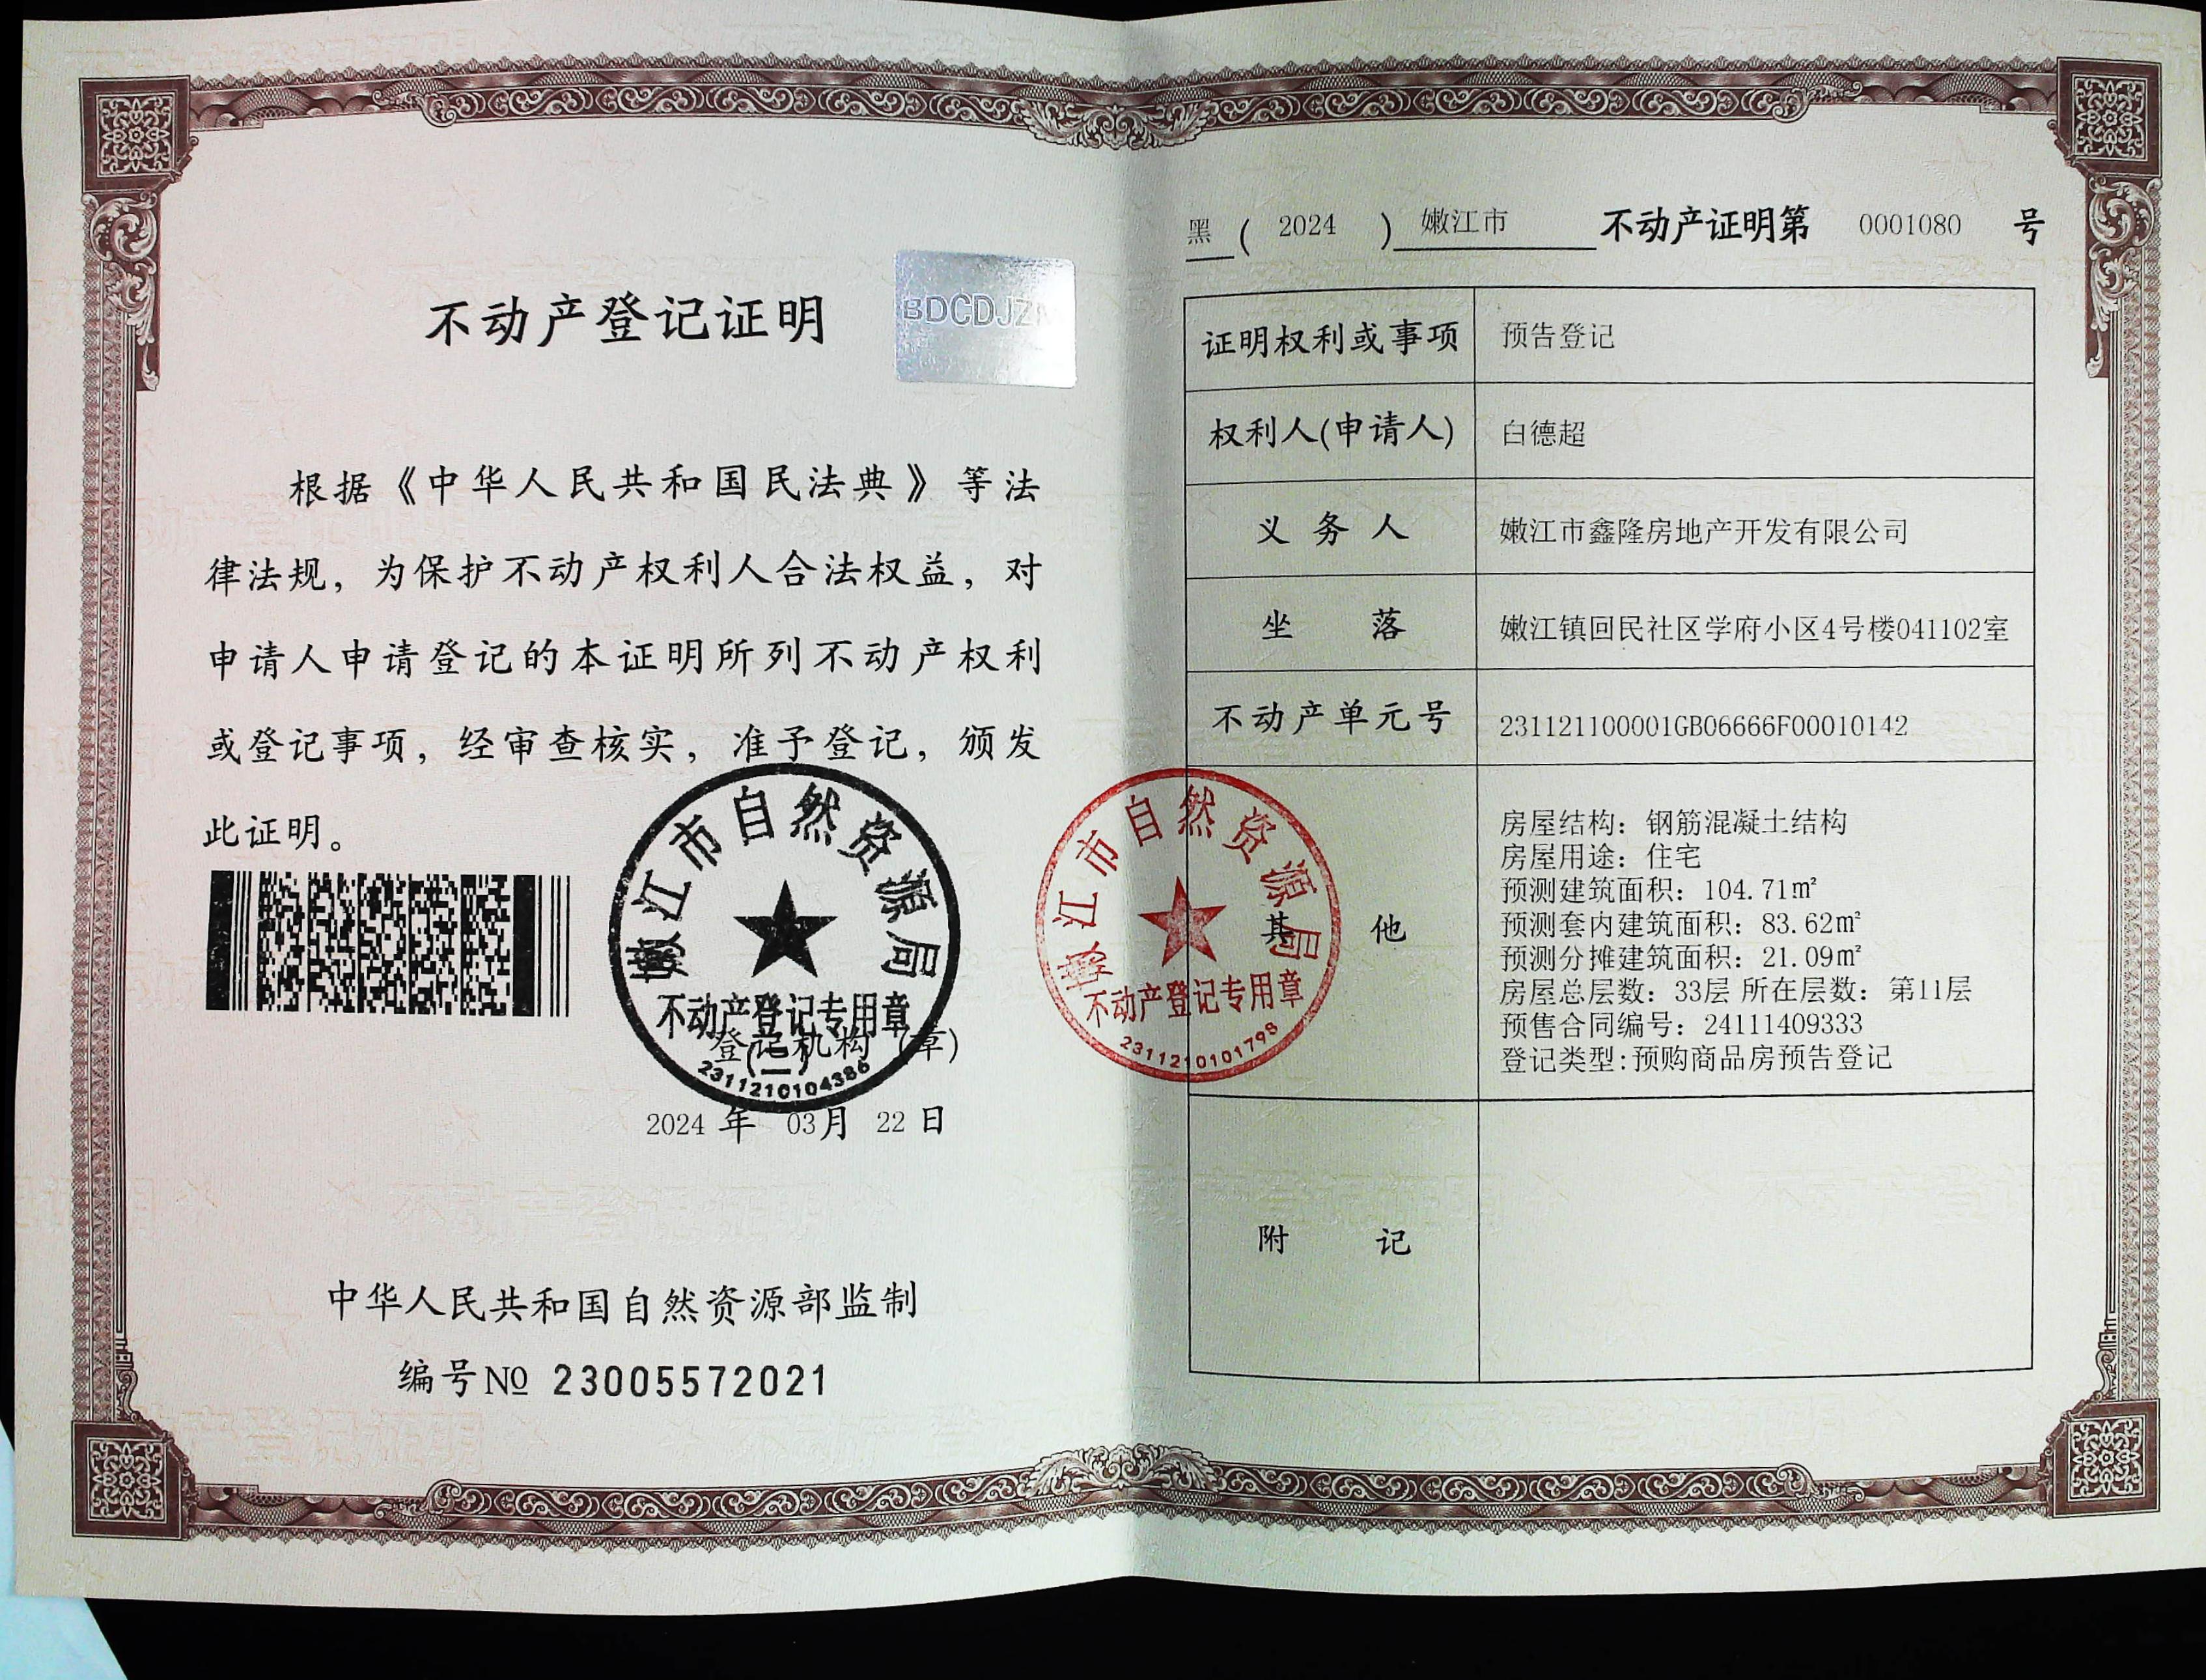 不动产登记证明
BDCDJZM
根据《中华人民共和国民法典》等法
律法规，为保护不动产权利人合法权益，对
申请人申请登记的本证明所列不动产权利
或登记事项，经审查核实，准予登记，颁发
此证明。
嫩江市自然资源局
不动产登记专用章
登记机构（章）
(二)
2311210104386
2024 年 03月 22 日
中华人民共和国自然资源部监制
编号№ 23005572021
黑 ( 2024 ) 嫩江市 不动产证明第 0001080 号
证明权利或事项 预告登记
权利人(申请人) 白德超
义务人 嫩江市鑫隆房地产开发有限公司
坐落 嫩江镇回民社区学府小区4号楼041102室
不动产单元号 231121100001GB06666F00010142
其他
房屋结构：钢筋混凝土结构
房屋用途：住宅
预测建筑面积：104.71㎡
预测套内建筑面积：83.62㎡
预测分摊建筑面积：21.09㎡
房屋总层数：33层 所在层数：第11层
预售合同编号：24111409333
登记类型:预购商品房预告登记
嫩江市自然资源局
不动产登记专用章
2311210101798
附记